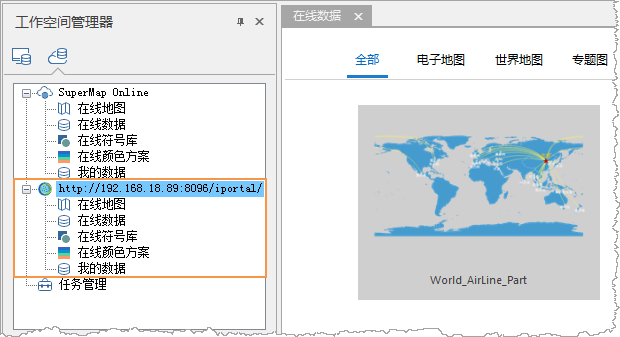 工作空间管理器
SuperMap Online
在线地图
在线数据
在线符号库
在线颜色方案
我的数据
http://192.168.18.89:8096/iportal/
在线地图
在线数据
在线符号库
在线颜色方案
我的数据
任务管理
在线数据
全部 电子地图 世界地图 专题图
World_AirLine_Part